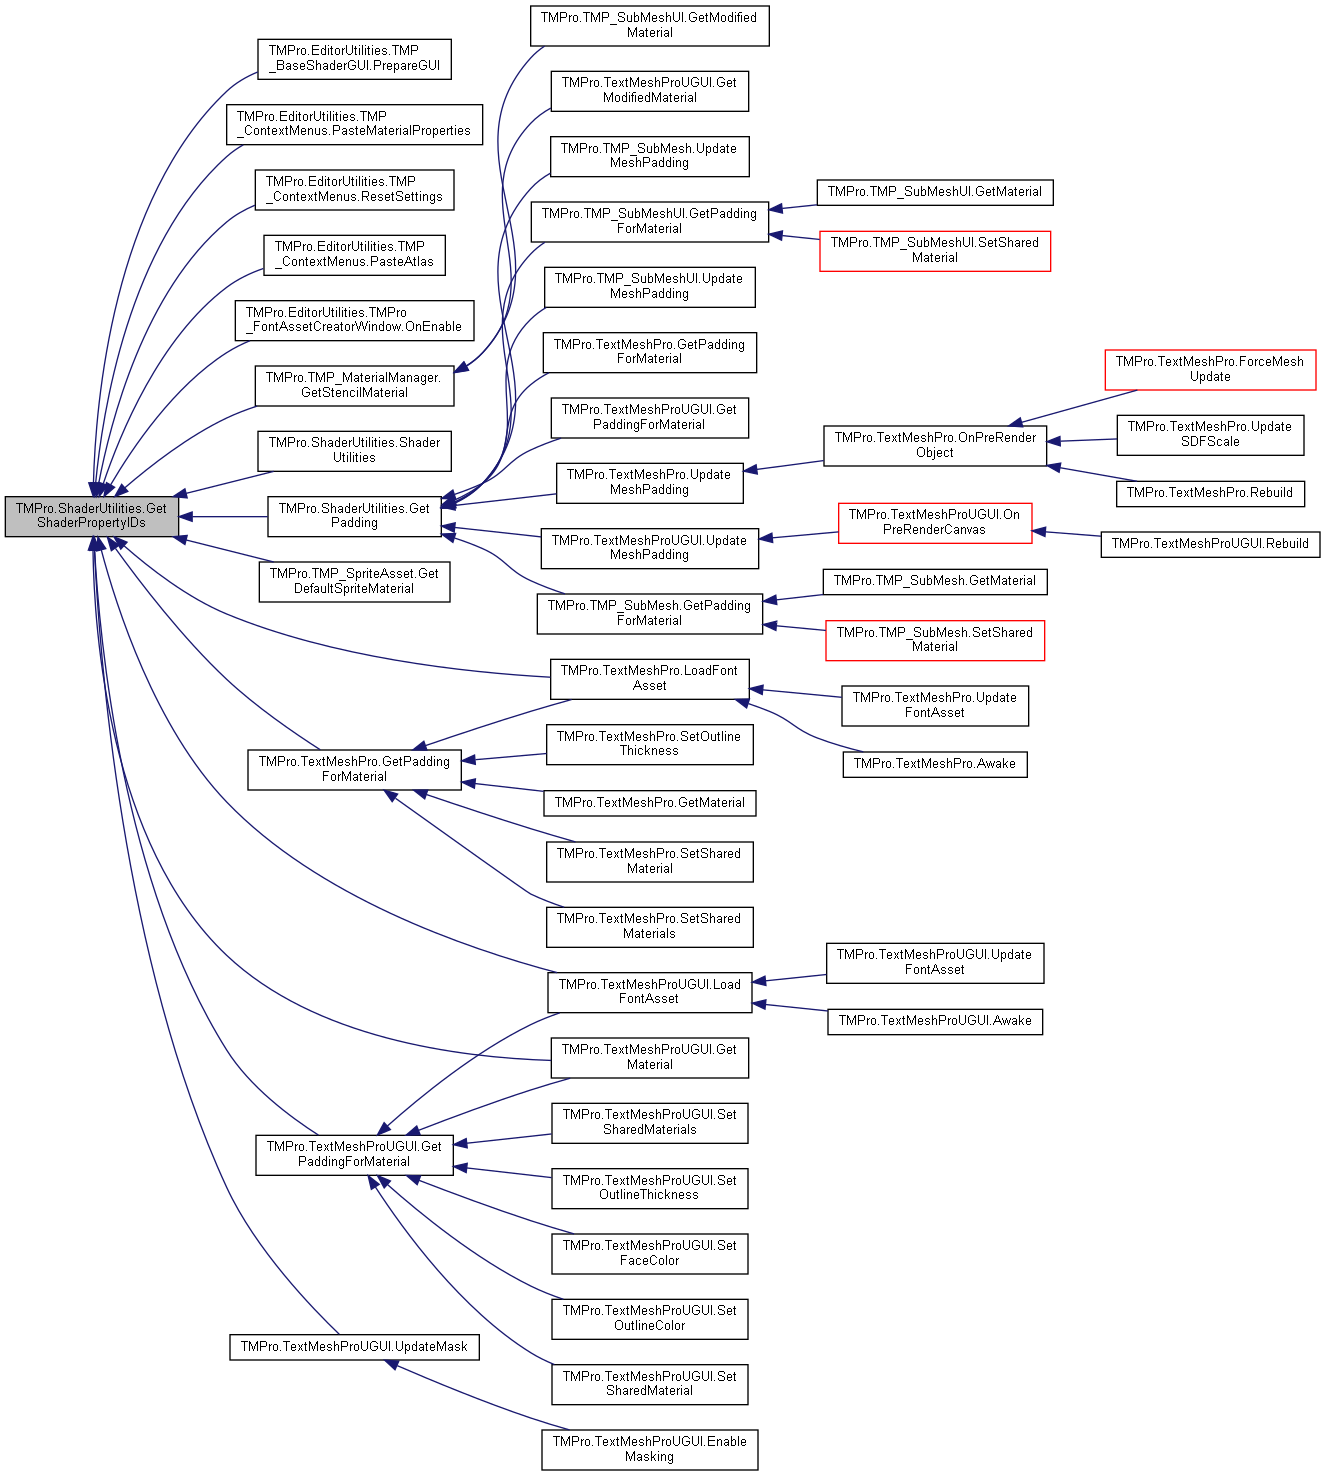 TMPro.ShaderUtilities.Get
ShaderPropertyIDs
TMPro.EditorUtilities.TMP
_BaseShaderGUI.PrepareGUI
TMPro.EditorUtilities.TMP
_ContextMenus.PasteMaterialProperties
TMPro.EditorUtilities.TMP
_ContextMenus.ResetSettings
TMPro.EditorUtilities.TMP
_ContextMenus.PasteAtlas
TMPro.EditorUtilities.TMPro
_FontAssetCreatorWindow.OnEnable
TMPro.TMP_MaterialManager.
GetStencilMaterial
TMPro.ShaderUtilities.Shader
Utilities
TMPro.ShaderUtilities.Get
Padding
TMPro.TMP_SpriteAsset.Get
DefaultSpriteMaterial
TMPro.TextMeshPro.GetPadding
ForMaterial
TMPro.TextMeshProUGUI.Get
PaddingForMaterial
TMPro.TextMeshProUGUI.UpdateMask
TMPro.TMP_SubMeshUI.GetModified
Material
TMPro.TextMeshProUGUI.Get
ModifiedMaterial
TMPro.TMP_SubMesh.Update
MeshPadding
TMPro.TMP_SubMeshUI.GetPadding
ForMaterial
TMPro.TMP_SubMeshUI.Update
MeshPadding
TMPro.TextMeshPro.GetPadding
ForMaterial
TMPro.TextMeshProUGUI.Get
PaddingForMaterial
TMPro.TextMeshPro.Update
MeshPadding
TMPro.TextMeshProUGUI.Update
MeshPadding
TMPro.TMP_SubMesh.GetPadding
ForMaterial
TMPro.TextMeshPro.LoadFont
Asset
TMPro.TextMeshPro.SetOutline
Thickness
TMPro.TextMeshPro.GetMaterial
TMPro.TextMeshPro.SetShared
Material
TMPro.TextMeshPro.SetShared
Materials
TMPro.TextMeshProUGUI.Load
FontAsset
TMPro.TextMeshProUGUI.Get
Material
TMPro.TextMeshProUGUI.Set
SharedMaterials
TMPro.TextMeshProUGUI.Set
OutlineThickness
TMPro.TextMeshProUGUI.Set
FaceColor
TMPro.TextMeshProUGUI.Set
OutlineColor
TMPro.TextMeshProUGUI.Set
SharedMaterial
TMPro.TextMeshProUGUI.Enable
Masking
TMPro.TMP_SubMeshUI.GetMaterial
TMPro.TMP_SubMeshUI.SetShared
Material
TMPro.TextMeshPro.OnPreRender
Object
TMPro.TextMeshProUGUI.On
PreRenderCanvas
TMPro.TMP_SubMesh.GetMaterial
TMPro.TMP_SubMesh.SetShared
Material
TMPro.TextMeshPro.Update
FontAsset
TMPro.TextMeshPro.Awake
TMPro.TextMeshProUGUI.Update
FontAsset
TMPro.TextMeshProUGUI.Awake
TMPro.TextMeshPro.ForceMesh
Update
TMPro.TextMeshPro.Update
SDFScale
TMPro.TextMeshPro.Rebuild
TMPro.TextMeshProUGUI.Rebuild